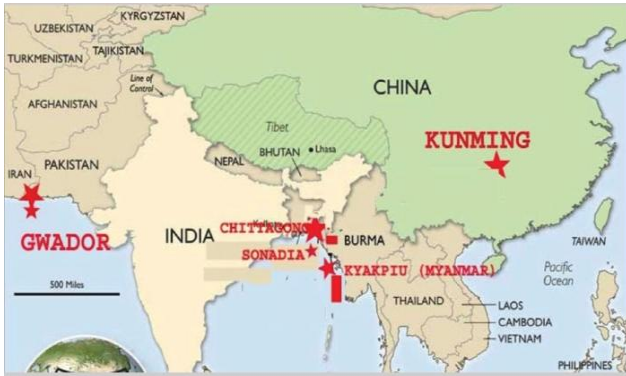 UZBEKISTAN
KYRGYZSTAN
TURKMENISTAN
TAJIKISTAN
Line of
Control
AFGHANISTAN
CHINA
Tibet
Lhasa
KUNMING
NEPAL
BHUTAN
IRAN
PAKISTAN
GWADOR
INDIA
CHITTAGONG
BURMA
SONADIA
KYAKPIU (MYANMAR)
TAIWAN
500 Miles
Pacific
Ocean
THAILAND
LAOS
CAMBODIA
VIETNAM
PHILIPPINES